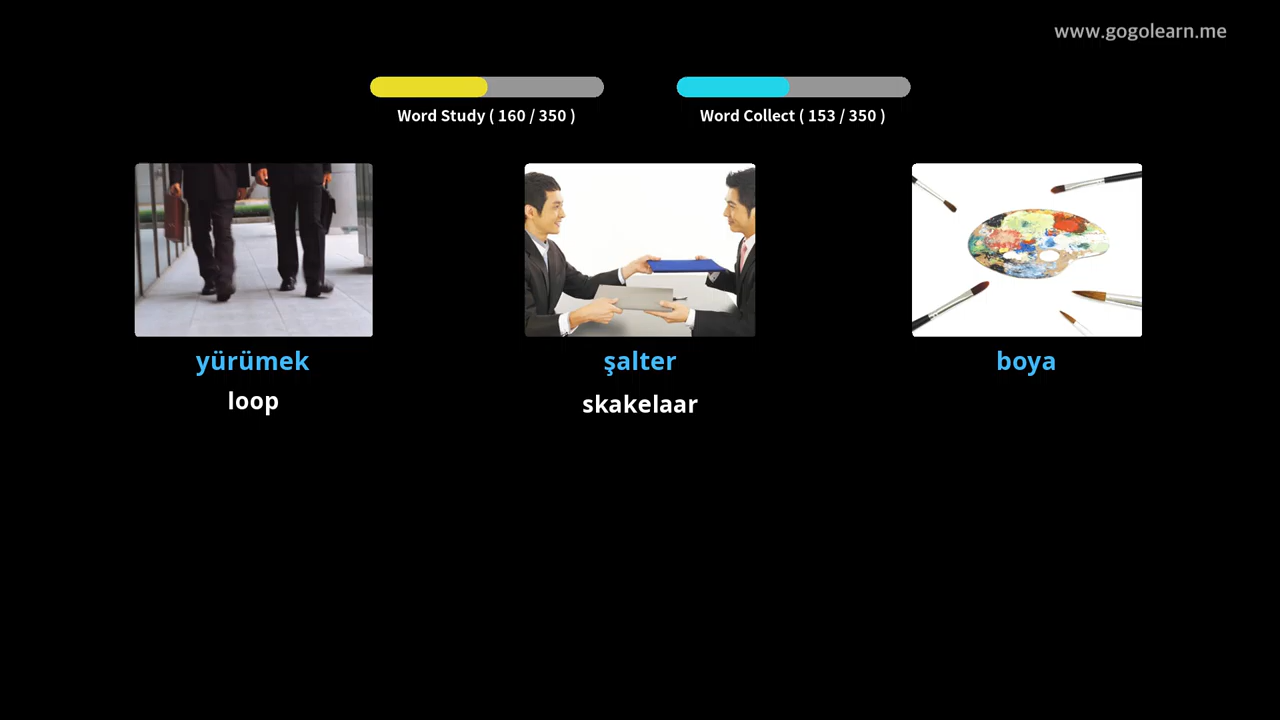 www.gogolearn.me
Word Study ( 160 / 350 )
Word Collect ( 153 / 350 )
yürümek
şalter
boya
loop
skakelaar